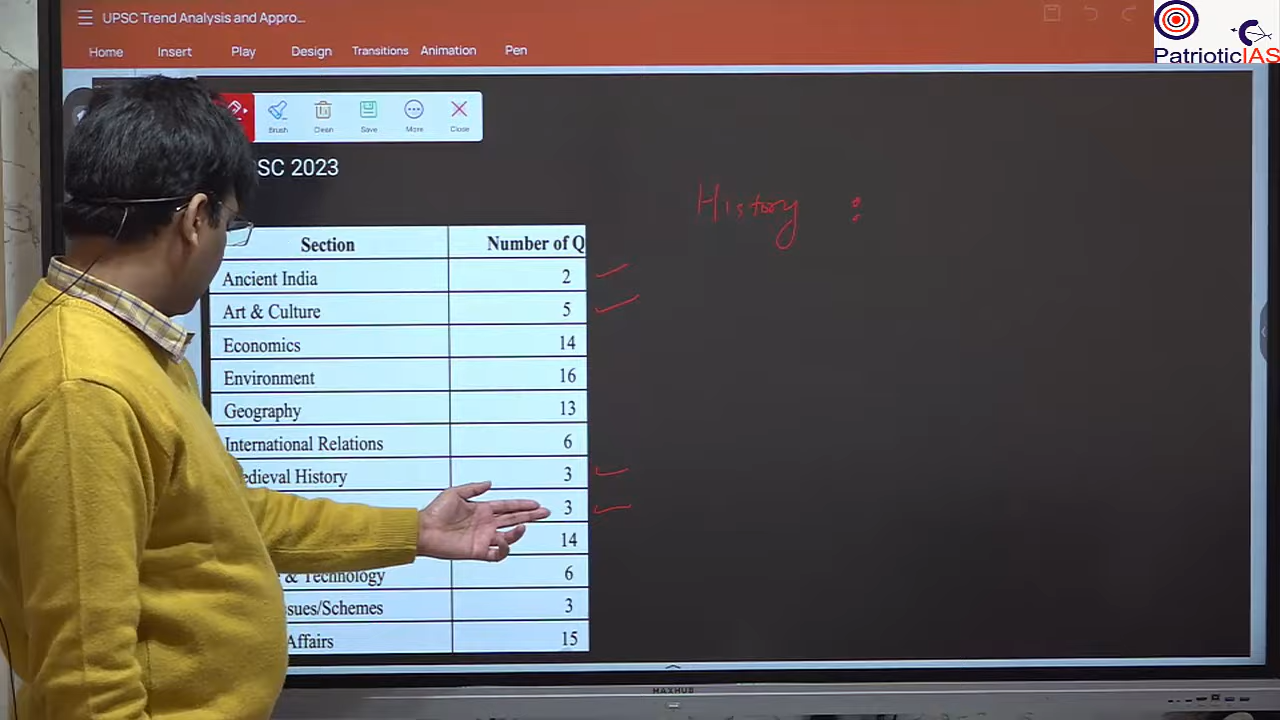 UPSC Trend Analysis and Appro...
PatrioticIAS
Home Insert Play Design Transitions Animation Pen
Brush Clean Save More Close
SC 2023
History :
Section Number of Q
Ancient India 2
Art & Culture 5
Economics 14
Environment 16
Geography 13
International Relations 6
edieval History 3
3
14
& Technology 6
ssues/Schemes 3
Affairs 15
MAXHUB